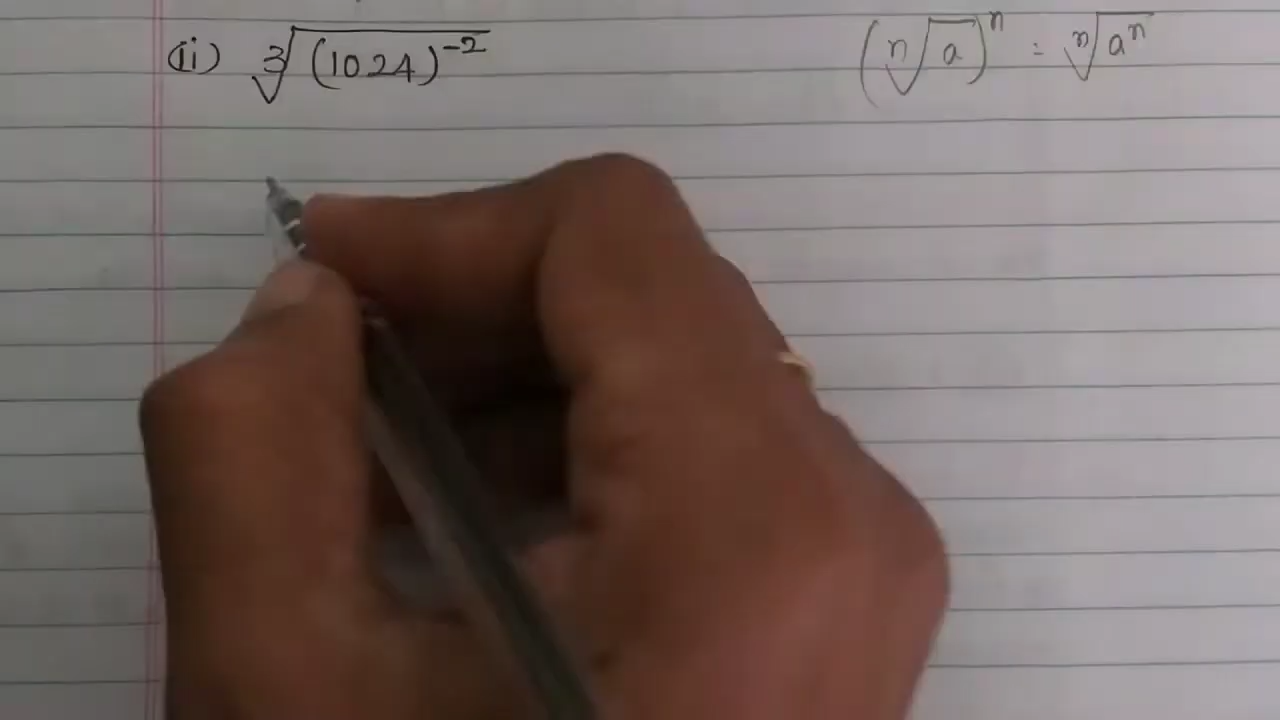 (ii) ∛(1024)⁻² (ⁿ√a)ⁿ = ⁿ√aⁿ